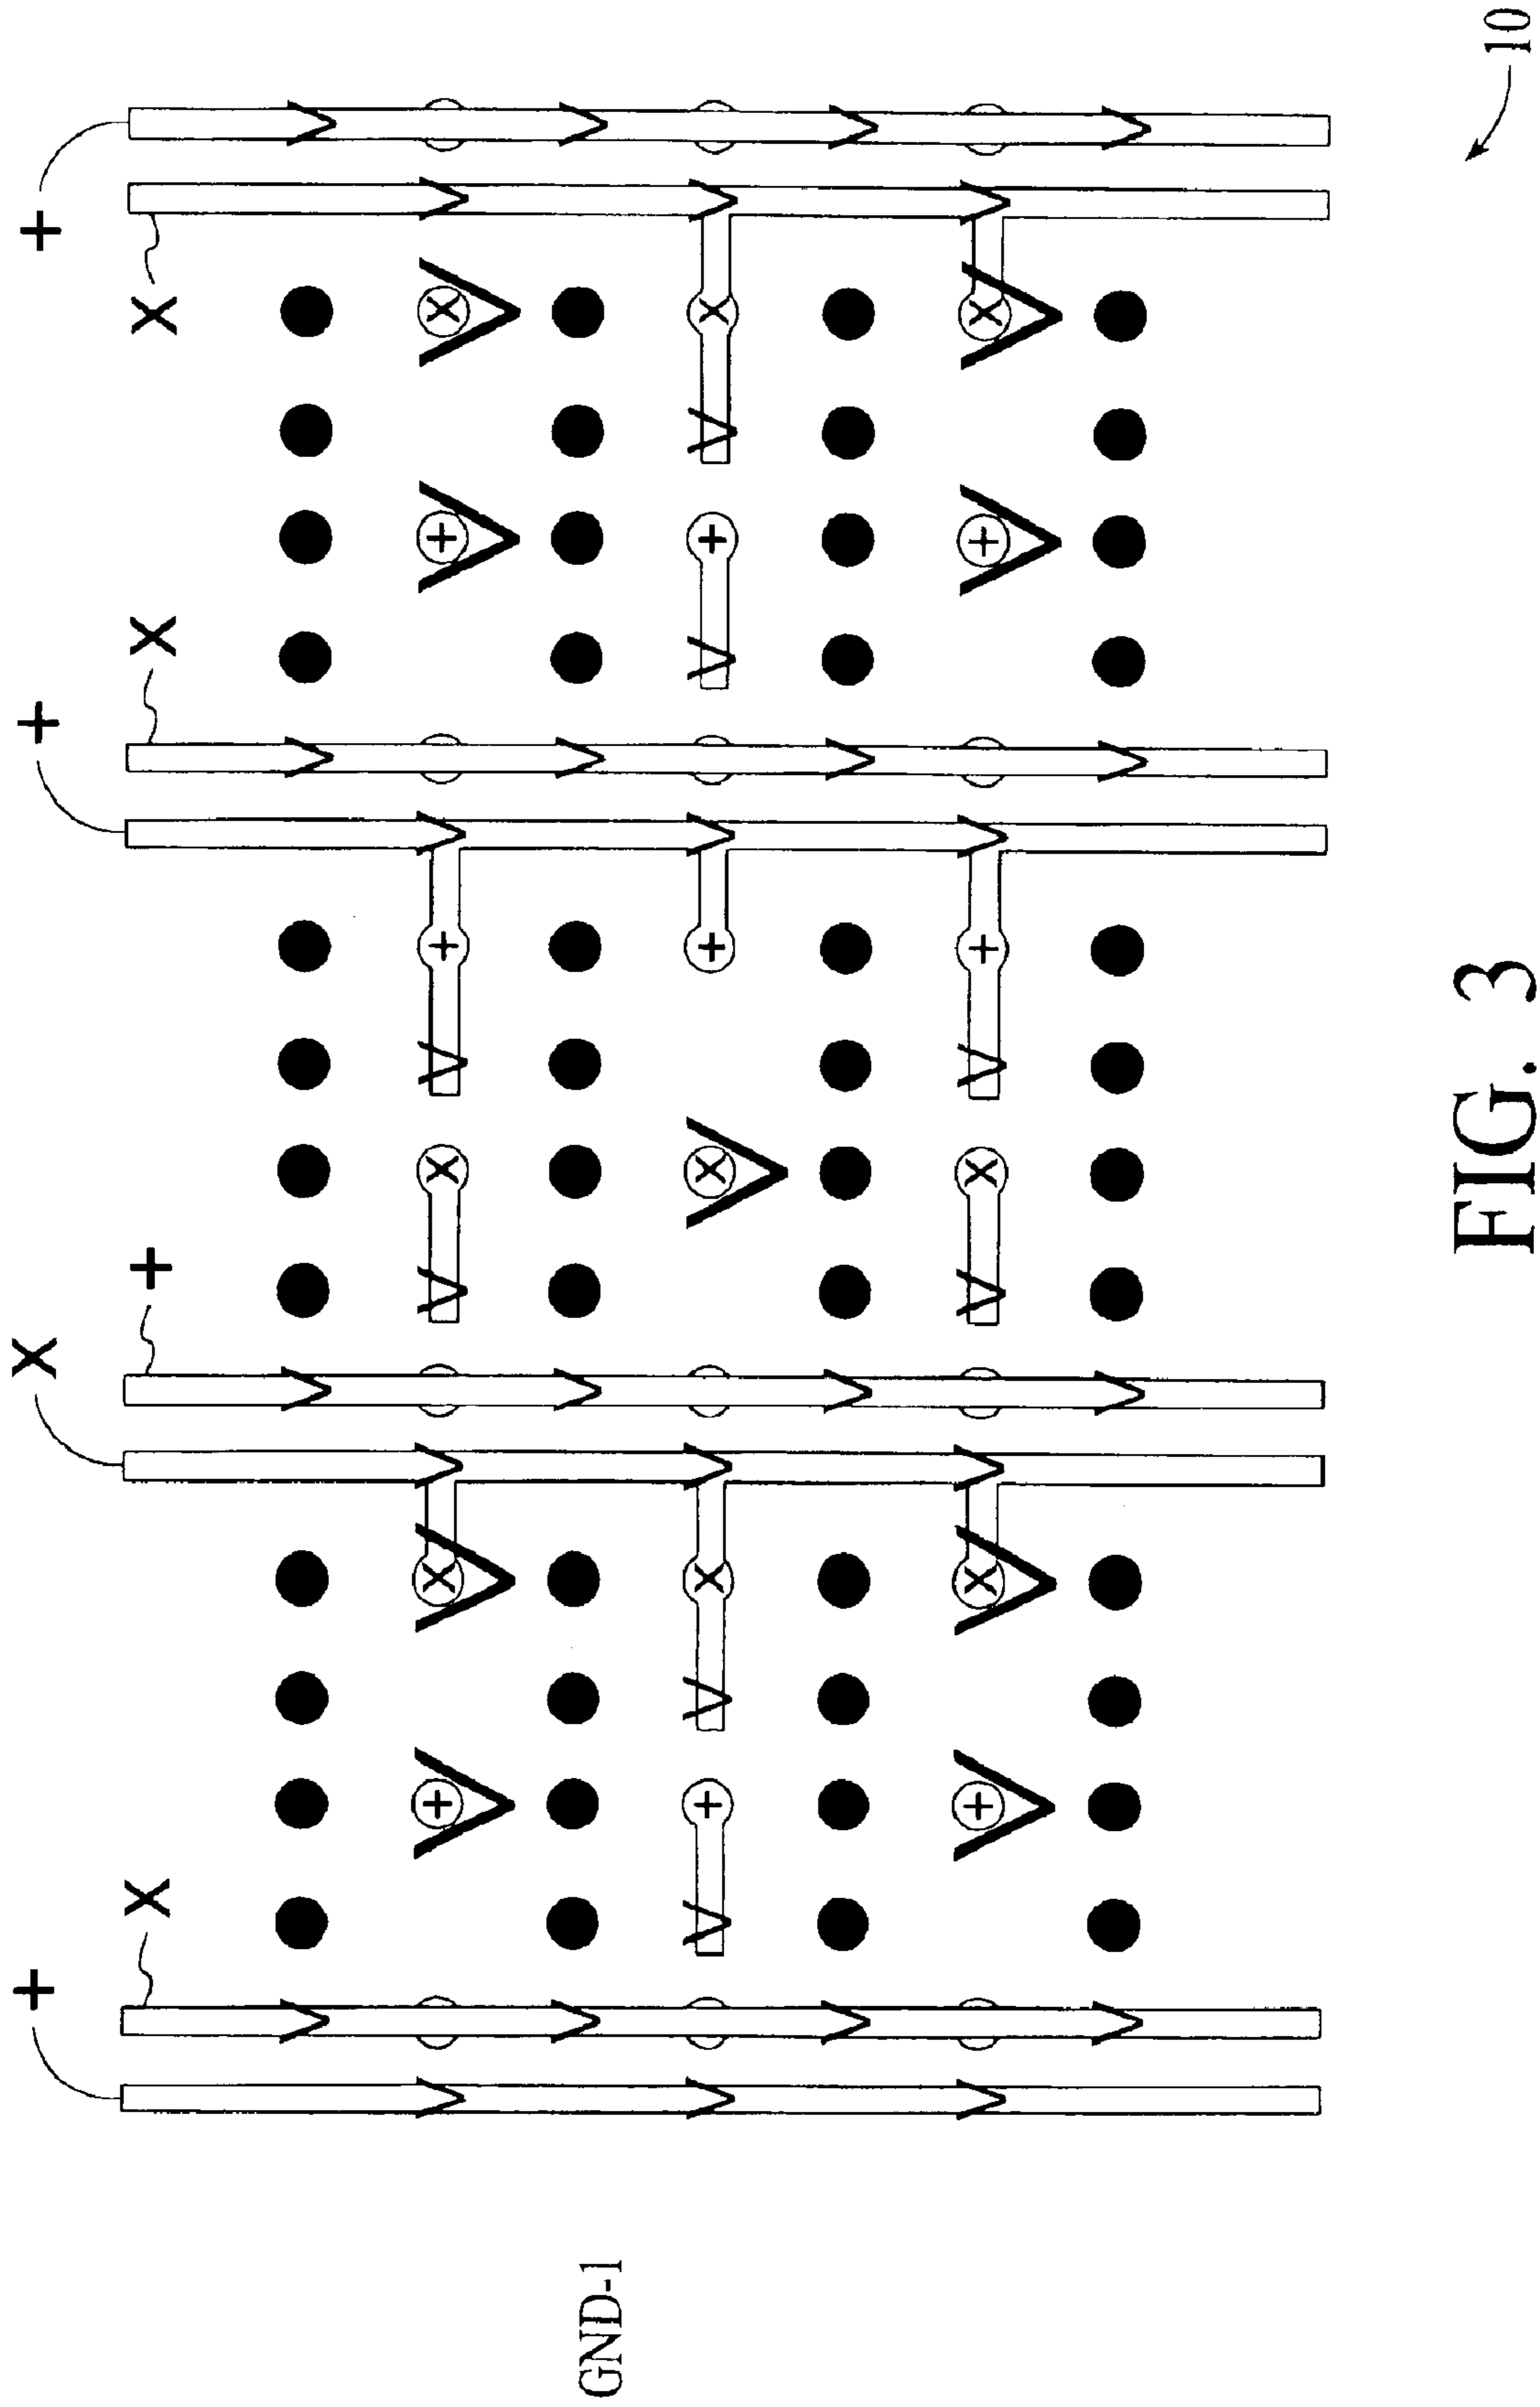 + X + +
X + X X
GND-1
FIG. 3
10